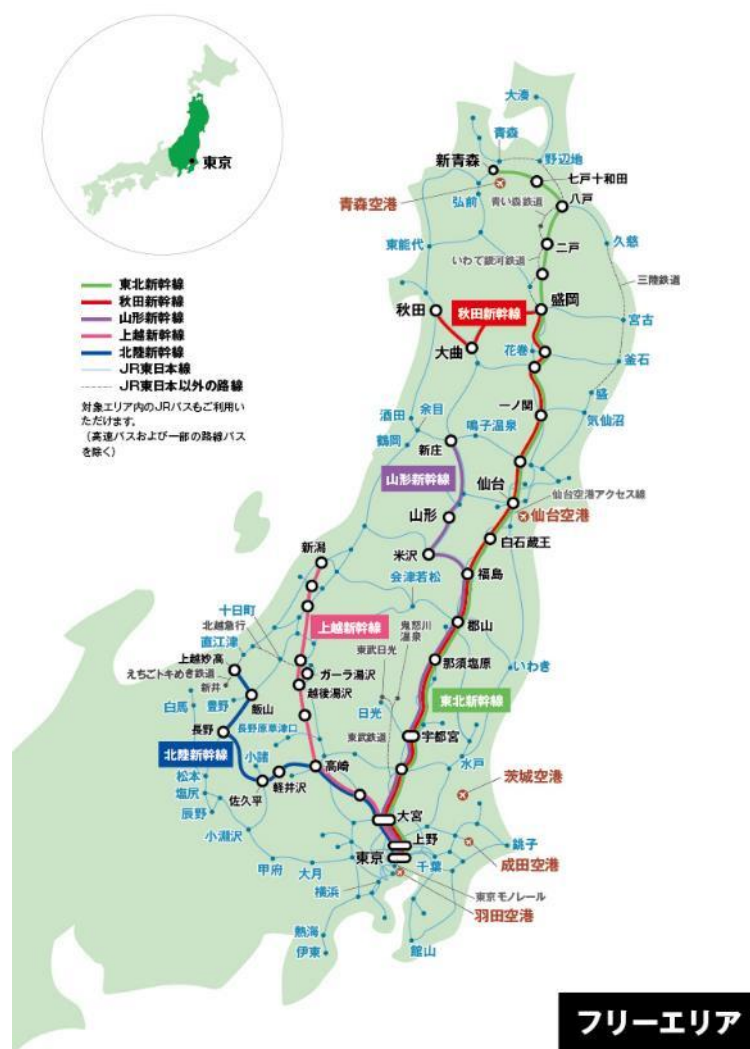 東京
東北新幹線
秋田新幹線
山形新幹線
上越新幹線
北陸新幹線
JR東日本線
JR東日本以外の路線
対象エリア内のJRバスもご利用い
ただけます。
(高速バスおよび一部の路線バス
を除く)
大湊
青森
新青森
野辺地
七戸十和田
青森空港
弘前
青い森鉄道
八戸
東能代
二戸
久慈
いわて銀河鉄道
三陸鉄道
秋田
秋田新幹線
盛岡
宮古
大曲
花巻
釜石
一ノ関
盛
気仙沼
酒田
余目
鳴子温泉
鶴岡
新庄
山形新幹線
仙台
仙台空港アクセス線
山形
仙台空港
白石蔵王
新潟
米沢
福島
会津若松
十日町
北越急行
上越新幹線
鬼怒川
温泉
郡山
直江津
東武日光
上越妙高
那須塩原
えちごトキめき鉄道
ガーラ湯沢
いわき
新井
越後湯沢
白馬
豊野
飯山
日光
東北新幹線
長野
長野原草津口
東武鉄道
宇都宮
北陸新幹線
小諸
高崎
水戸
松本
軽井沢
茨城空港
塩尻
佐久平
辰野
大宮
小淵沢
上野
銚子
東京
千葉
成田空港
甲府
大月
横浜
東京モノレール
羽田空港
熱海
伊東
館山
フリーエリア